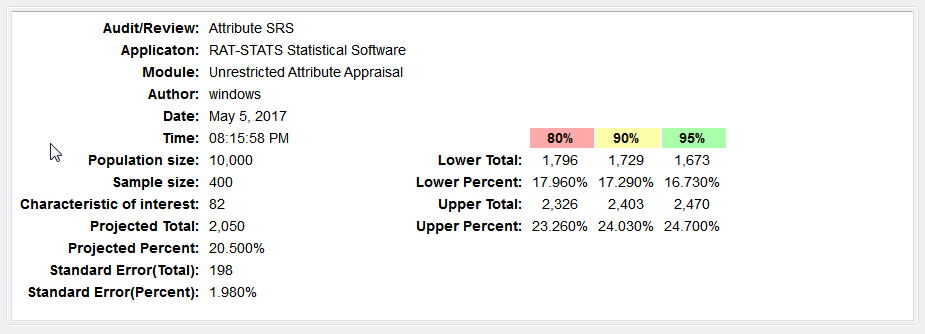 Audit/Review: Attribute SRS
Applicaton: RAT-STATS Statistical Software
Module: Unrestricted Attribute Appraisal
Author: windows
Date: May 5, 2017
Time: 08:15:58 PM 80% 90% 95%
Population size: 10,000 Lower Total: 1,796 1,729 1,673
Sample size: 400 Lower Percent: 17.960% 17.290% 16.730%
Characteristic of interest: 82 Upper Total: 2,326 2,403 2,470
Projected Total: 2,050 Upper Percent: 23.260% 24.030% 24.700%
Projected Percent: 20.500%
Standard Error(Total): 198
Standard Error(Percent): 1.980%